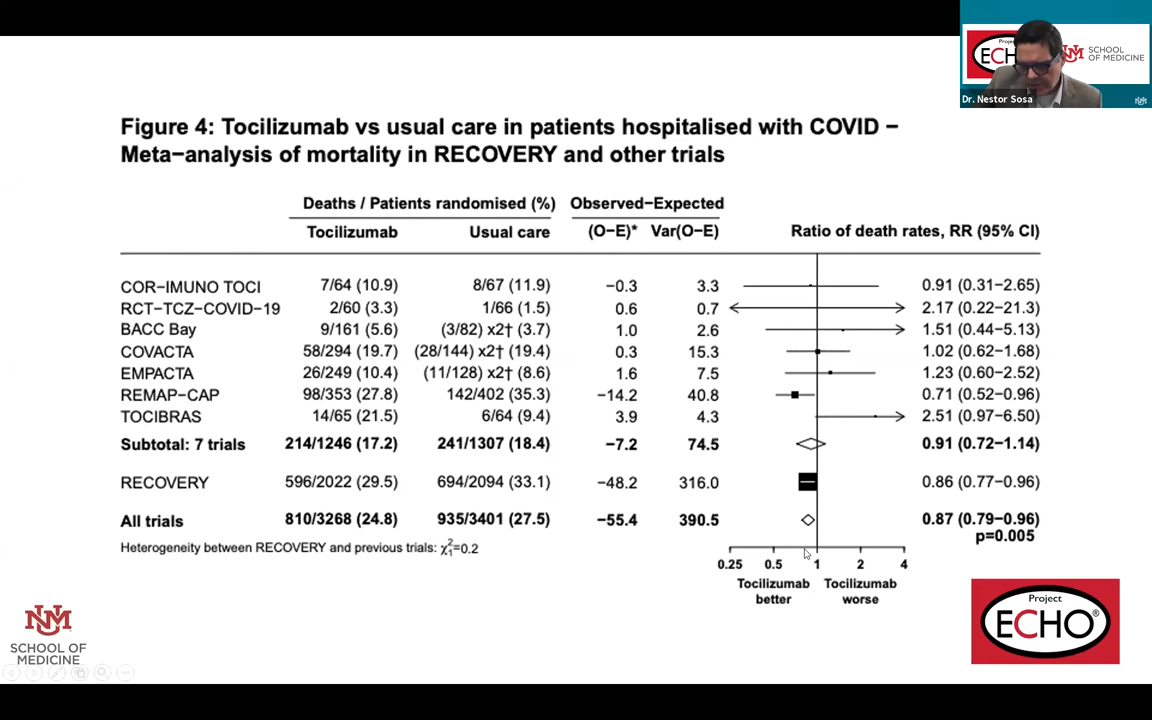 Project
ECHO
UNM
SCHOOL
OF MEDICINE
Dr. Nestor Sosa
Figure 4: Tocilizumab vs usual care in patients hospitalised with COVID −
Meta−analysis of mortality in RECOVERY and other trials
Deaths / Patients randomised (%) Observed−Expected
Tocilizumab Usual care (O−E)* Var(O−E) Ratio of death rates, RR (95% CI)
COR−IMUNO TOCI 7/64 (10.9) 8/67 (11.9) −0.3 3.3 0.91 (0.31−2.65)
RCT−TCZ−COVID−19 2/60 (3.3) 1/66 (1.5) 0.6 0.7 2.17 (0.22−21.3)
BACC Bay 9/161 (5.6) (3/82) x2† (3.7) 1.0 2.6 1.51 (0.44−5.13)
COVACTA 58/294 (19.7) (28/144) x2† (19.4) 0.3 15.3 1.02 (0.62−1.68)
EMPACTA 26/249 (10.4) (11/128) x2† (8.6) 1.6 7.5 1.23 (0.60−2.52)
REMAP−CAP 98/353 (27.8) 142/402 (35.3) −14.2 40.8 0.71 (0.52−0.96)
TOCIBRAS 14/65 (21.5) 6/64 (9.4) 3.9 4.3 2.51 (0.97−6.50)
Subtotal: 7 trials 214/1246 (17.2) 241/1307 (18.4) −7.2 74.5 0.91 (0.72−1.14)
RECOVERY 596/2022 (29.5) 694/2094 (33.1) −48.2 316.0 0.86 (0.77−0.96)
All trials 810/3268 (24.8) 935/3401 (27.5) −55.4 390.5 0.87 (0.79−0.96)
p=0.005
Heterogeneity between RECOVERY and previous trials: χ²₁=0.2
0.25 0.5 1 2 4
Tocilizumab Tocilizumab
better worse
UNM
SCHOOL OF
MEDICINE
Project
ECHO®